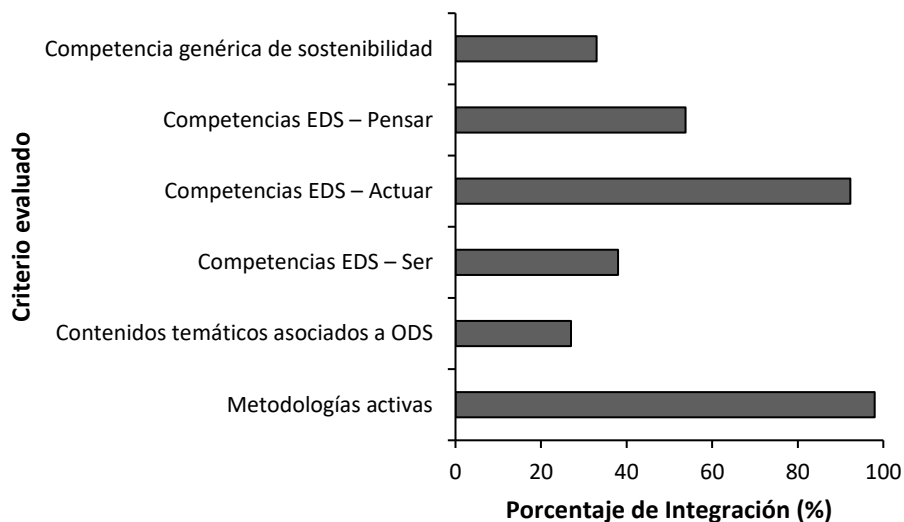 Competencia genérica de sostenibilidad
Competencias EDS – Pensar
Competencias EDS – Actuar
Competencias EDS – Ser
Contenidos temáticos asociados a ODS
Metodologías activas
Criterio evaluado
0 20 40 60 80 100
Porcentaje de Integración (%)